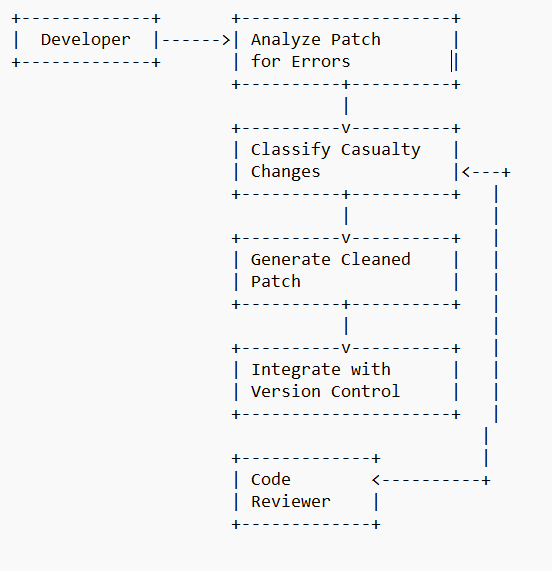 Developer
Analyze Patch
for Errors
Classify Casualty
Changes
Generate Cleaned
Patch
Integrate with
Version Control
Code
Reviewer